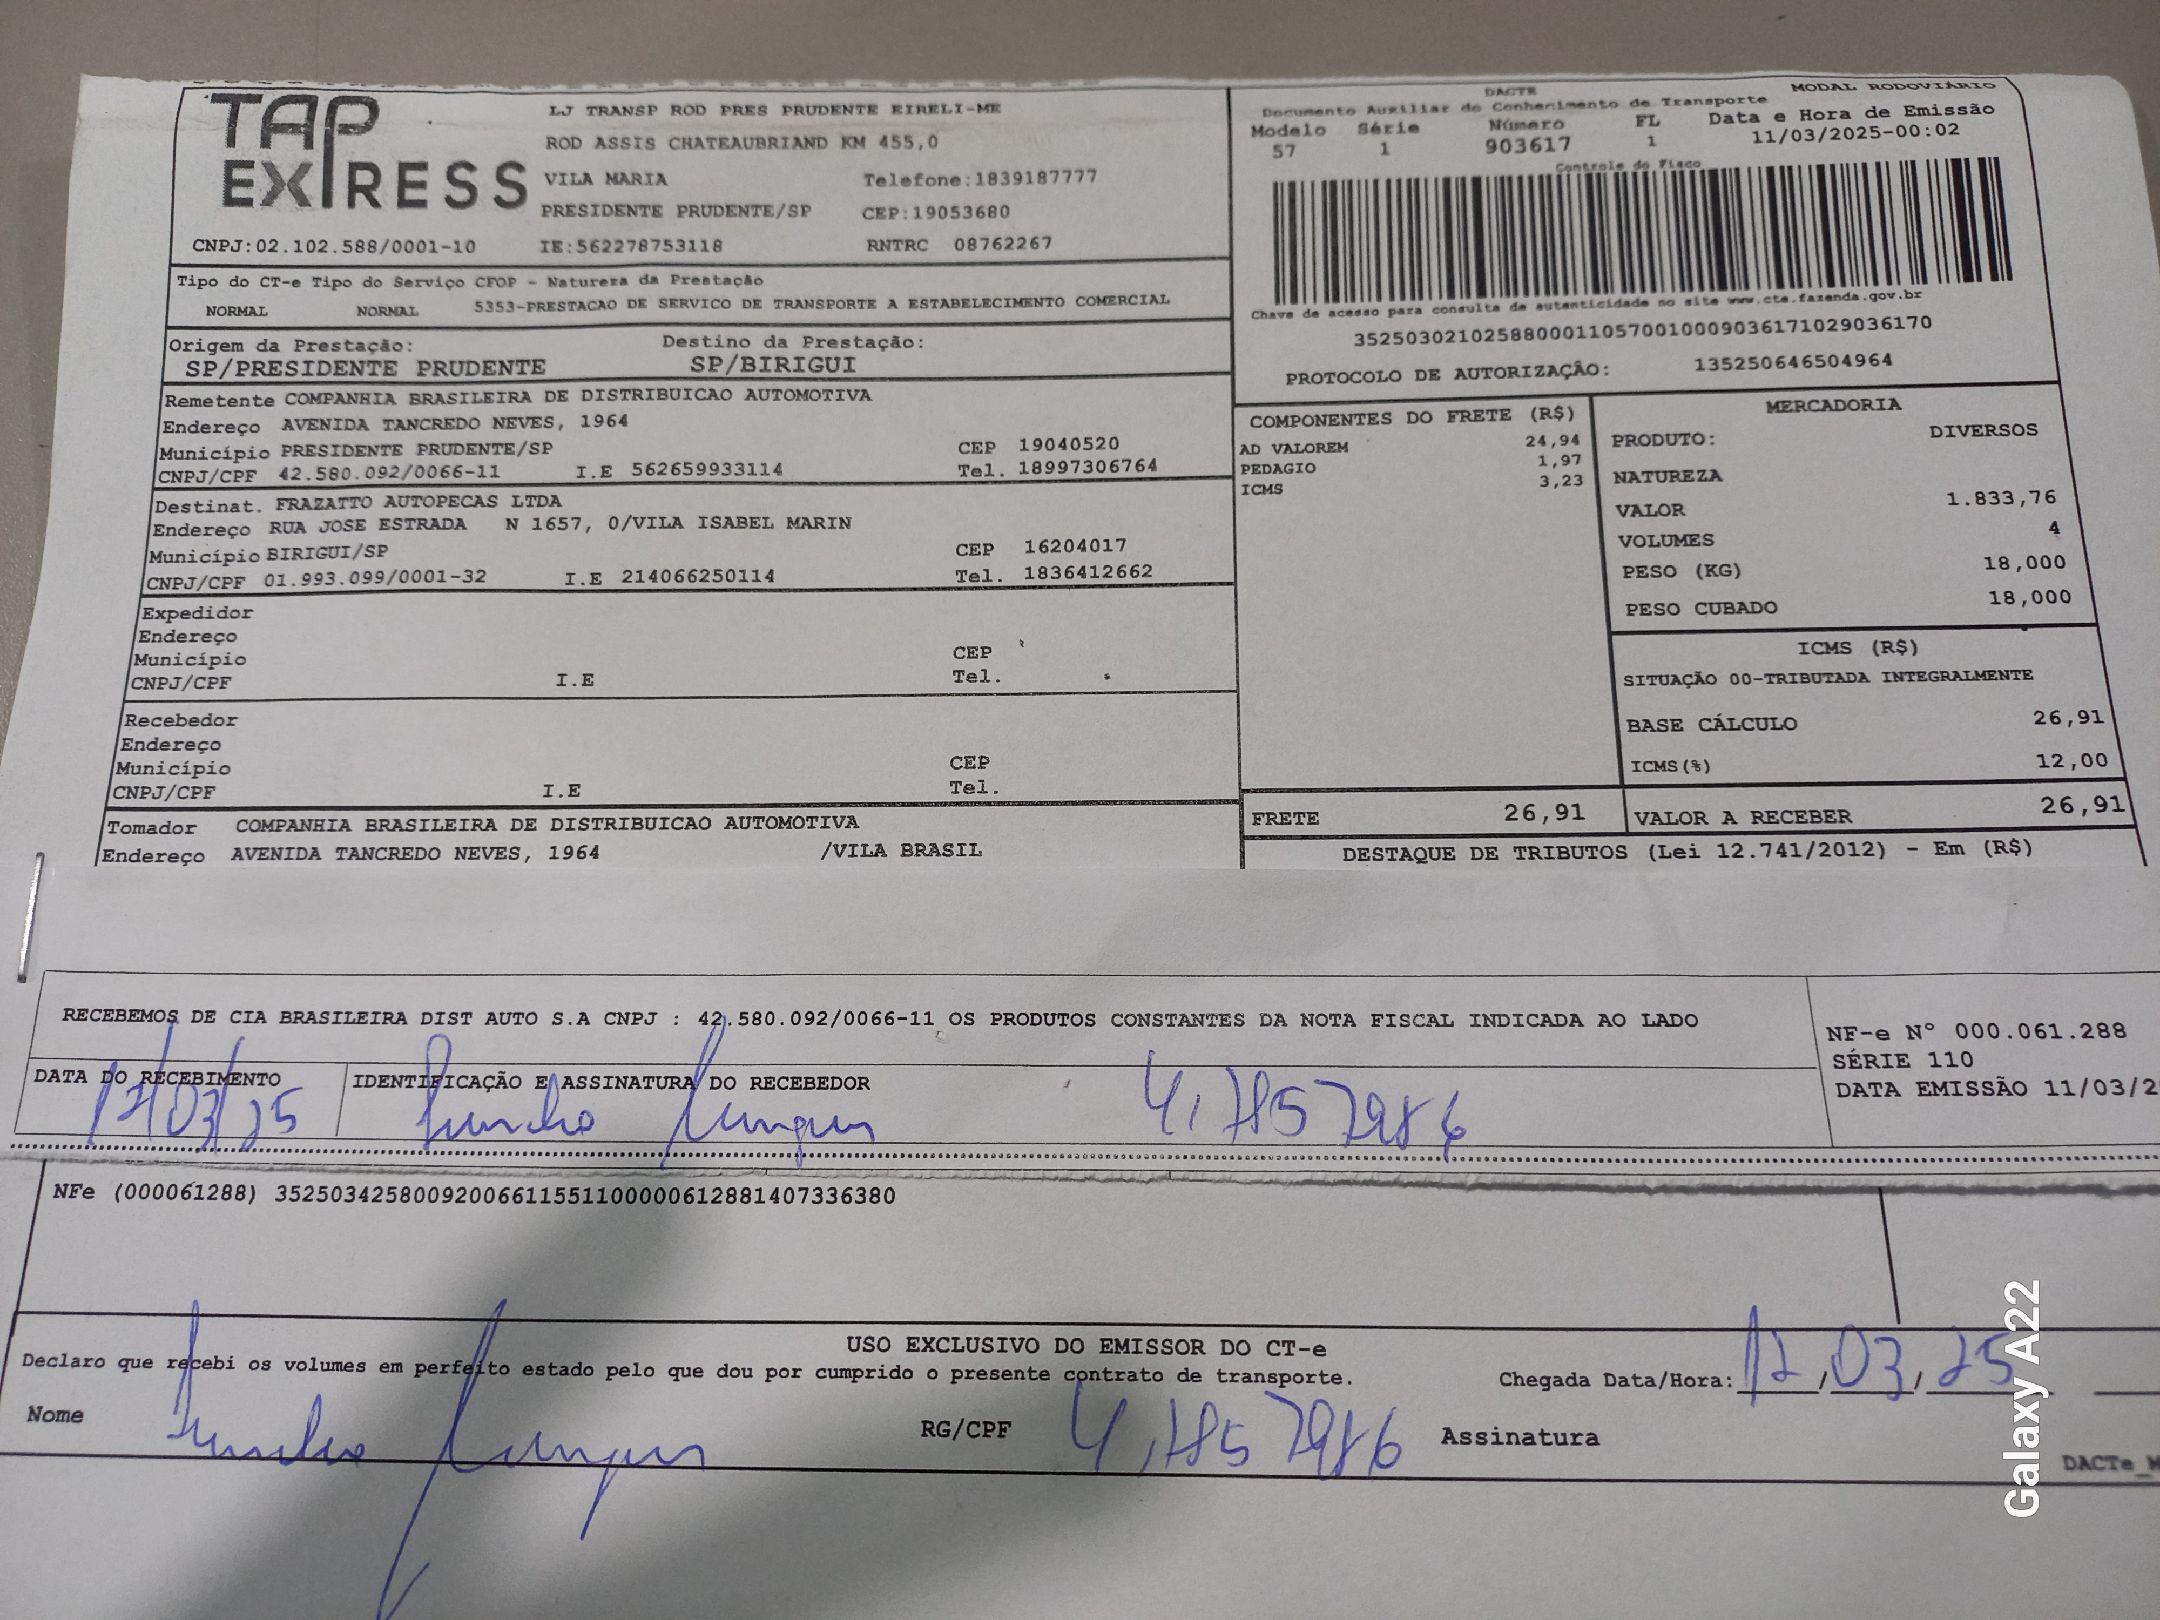 TAP EXPRESS
LJ TRANSP ROD PRES PRUDENTE EIRELI-ME
ROD ASSIS CHATEAUBRIAND KM 455,0
VILA MARIA Telefone:1839187777
PRESIDENTE PRUDENTE/SP CEP:19053680
CNPJ:02.102.588/0001-10 IE:562278753118 RNTRC 08762267
DACTE MODAL RODOVIÁRIO
Documento Auxiliar do Conhecimento de Transporte
Modelo Série Número FL Data e Hora de Emissão
57 1 903617 1 11/03/2025-00:02
Controle do Fisco
Chave de acesso para consulta de autenticidade no site www.cte.fazenda.gov.br
35250302102588000110570010009036171029036170
PROTOCOLO DE AUTORIZAÇÃO: 135250646504964
Tipo do CT-e Tipo do Serviço CFOP - Natureza da Prestação
NORMAL NORMAL 5353-PRESTACAO DE SERVICO DE TRANSPORTE A ESTABELECIMENTO COMERCIAL
Origem da Prestação: Destino da Prestação:
SP/PRESIDENTE PRUDENTE SP/BIRIGUI
Remetente COMPANHIA BRASILEIRA DE DISTRIBUICAO AUTOMOTIVA
Endereço AVENIDA TANCREDO NEVES, 1964
Município PRESIDENTE PRUDENTE/SP CEP 19040520
CNPJ/CPF 42.580.092/0066-11 I.E 562659933114 Tel. 18997306764
Destinat. FRAZATTO AUTOPECAS LTDA
Endereço RUA JOSE ESTRADA N 1657, 0/VILA ISABEL MARIN
Município BIRIGUI/SP CEP 16204017
CNPJ/CPF 01.993.099/0001-32 I.E 214066250114 Tel. 1836412662
Expedidor
Endereço
Município CEP
CNPJ/CPF I.E Tel.
Recebedor
Endereço
Município CEP
CNPJ/CPF I.E Tel.
Tomador COMPANHIA BRASILEIRA DE DISTRIBUICAO AUTOMOTIVA
Endereço AVENIDA TANCREDO NEVES, 1964 /VILA BRASIL
COMPONENTES DO FRETE (R$)
AD VALOREM 24,94
PEDAGIO 1,97
ICMS 3,23
FRETE 26,91
MERCADORIA
PRODUTO: DIVERSOS
NATUREZA
VALOR 1.833,76
VOLUMES 4
PESO (KG) 18,000
PESO CUBADO 18,000
ICMS (R$)
SITUAÇÃO 00-TRIBUTADA INTEGRALMENTE
BASE CÁLCULO 26,91
ICMS(%) 12,00
VALOR A RECEBER 26,91
DESTAQUE DE TRIBUTOS (Lei 12.741/2012) - Em (R$)
RECEBEMOS DE CIA BRASILEIRA DIST AUTO S.A CNPJ : 42.580.092/0066-11 OS PRODUTOS CONSTANTES DA NOTA FISCAL INDICADA AO LADO
NF-e Nº 000.061.288
SÉRIE 110
DATA EMISSÃO 11/03/2
DATA DO RECEBIMENTO IDENTIFICAÇÃO E ASSINATURA DO RECEBEDOR
12/03/25
NFe (000061288) 35250342580092006611551100000612881407336380
USO EXCLUSIVO DO EMISSOR DO CT-e
Declaro que recebi os volumes em perfeito estado pelo que dou por cumprido o presente contrato de transporte.
Chegada Data/Hora: 12/03/25
Nome RG/CPF Assinatura
DACTe_M
Galaxy A22